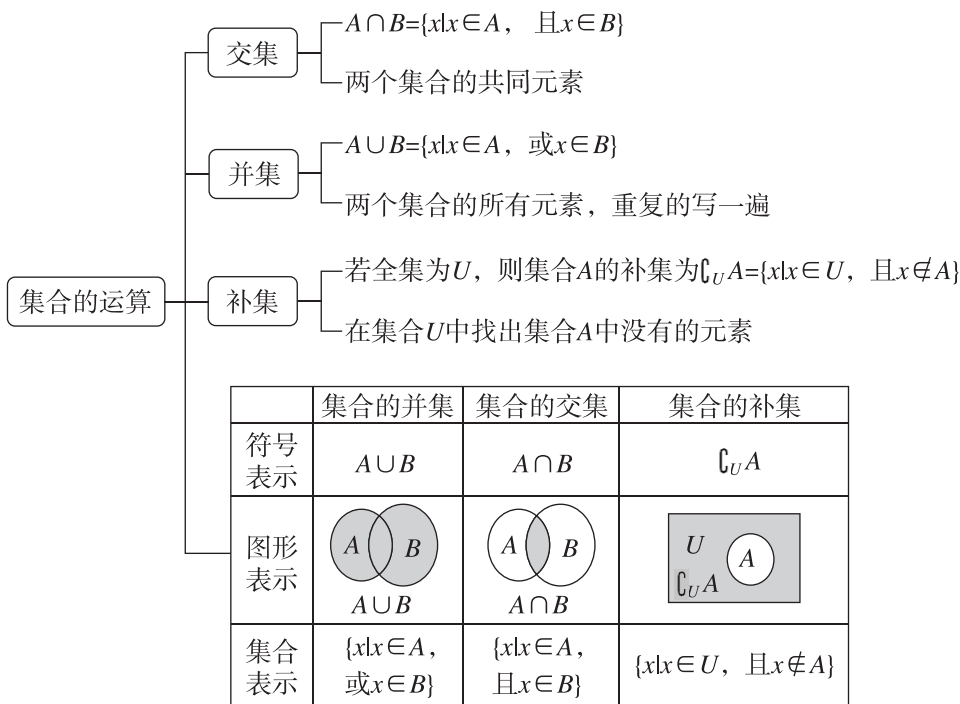 A∩B={x|x∈A，且x∈B}
交集
两个集合的共同元素
A∪B={x|x∈A，或x∈B}
并集
两个集合的所有元素，重复的写一遍
若全集为U，则集合A的补集为∁UA={x|x∈U，且x∉A}
集合的运算
补集
在集合U中找出集合A中没有的元素
集合的并集 集合的交集 集合的补集
符号
表示
A∪B A∩B ∁UA
图形
表示
A B
A∪B
A B
A∩B
U
A
∁UA
集合
表示
{x|x∈A，
或x∈B}
{x|x∈A，
且x∈B}
{x|x∈U，且x∉A}